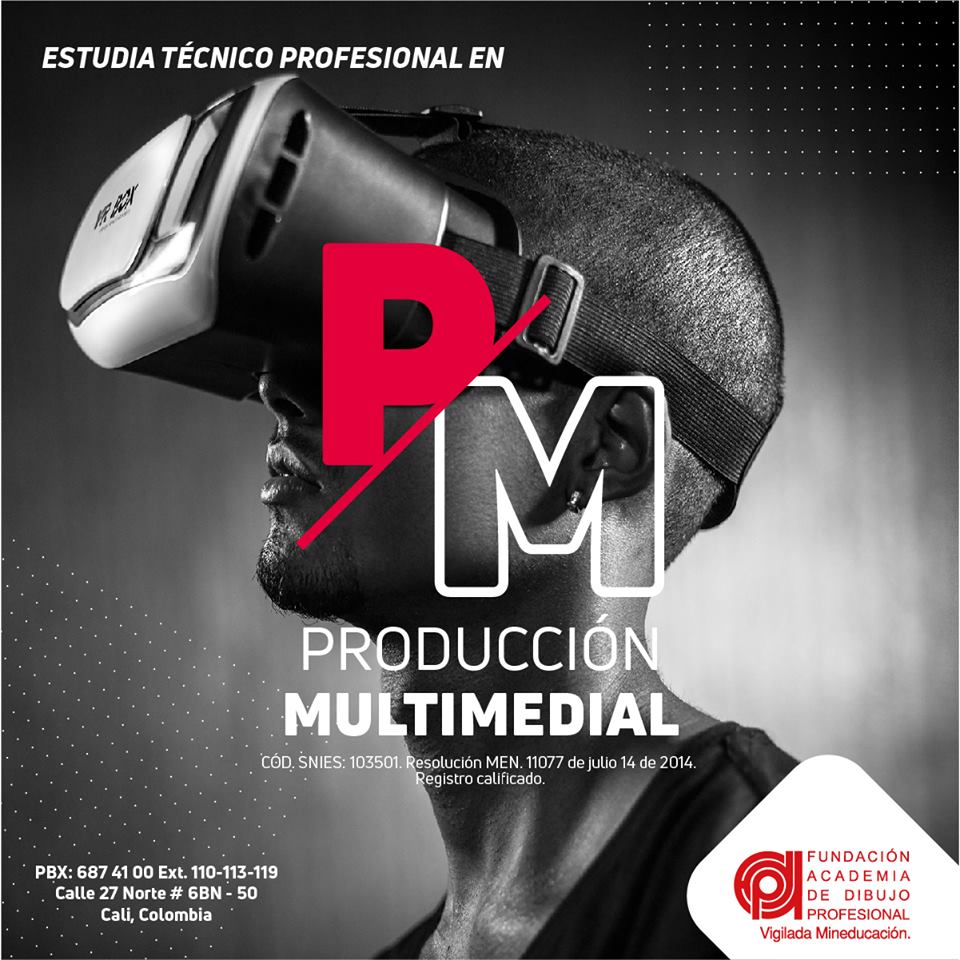 ESTUDIA TÉCNICO PROFESIONAL EN
VR BOX
PM
PRODUCCIÓN
MULTIMEDIAL
CÓD. SNIES: 103501. Resolución MEN. 11077 de julio 14 de 2014.
Registro calificado.
PBX: 687 41 00 Ext. 110-113-119
Calle 27 Norte # 6BN - 50
Cali, Colombia
FUNDACIÓN
ACADEMIA
DE DIBUJO
PROFESIONAL
Vigilada Mineducación.